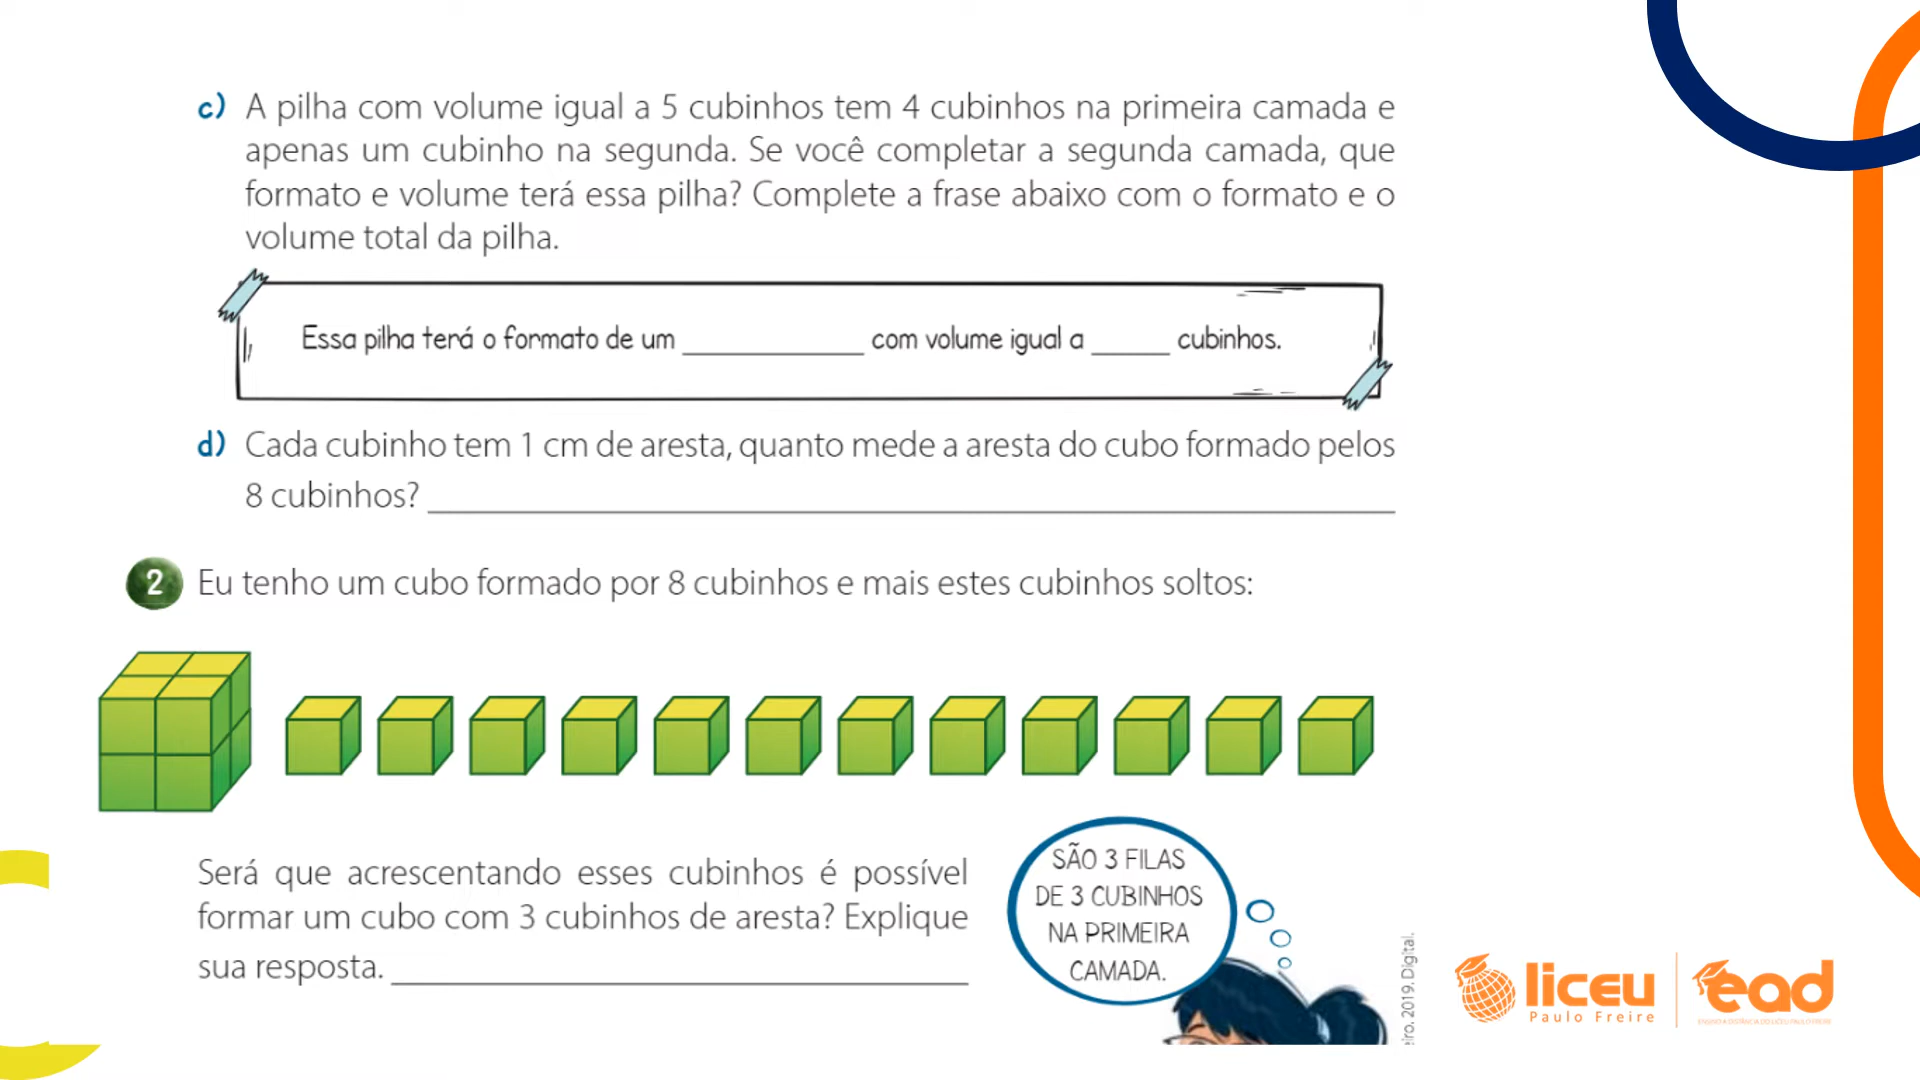 c) A pilha com volume igual a 5 cubinhos tem 4 cubinhos na primeira camada e
apenas um cubinho na segunda. Se você completar a segunda camada, que
formato e volume terá essa pilha? Complete a frase abaixo com o formato e o
volume total da pilha.
Essa pilha terá o formato de um ____________ com volume igual a _____ cubinhos.
d) Cada cubinho tem 1 cm de aresta, quanto mede a aresta do cubo formado pelos
8 cubinhos? ____________
2 Eu tenho um cubo formado por 8 cubinhos e mais estes cubinhos soltos:
Será que acrescentando esses cubinhos é possível
formar um cubo com 3 cubinhos de aresta? Explique
sua resposta. ____________
SÃO 3 FILAS
DE 3 CUBINHOS
NA PRIMEIRA
CAMADA.
eiro. 2019. Digital.
liceu
Paulo Freire
ead